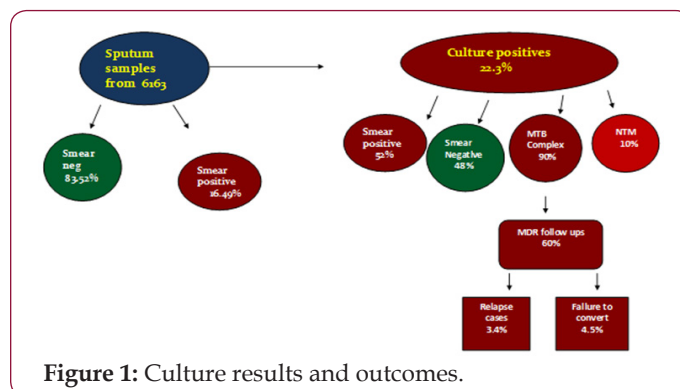 Sputum
samples
from 6163
Culture positives
22.3%
Smear
neg
83.52%
Smear
positive
16.49%
Smear
positive
52%
Smear
Negative
48%
MTB
Complex
90%
NTM
10%
MDR follow ups
60%
Relapse
cases
3.4%
Failure to
convert
4.5%
Figure 1: Culture results and outcomes.